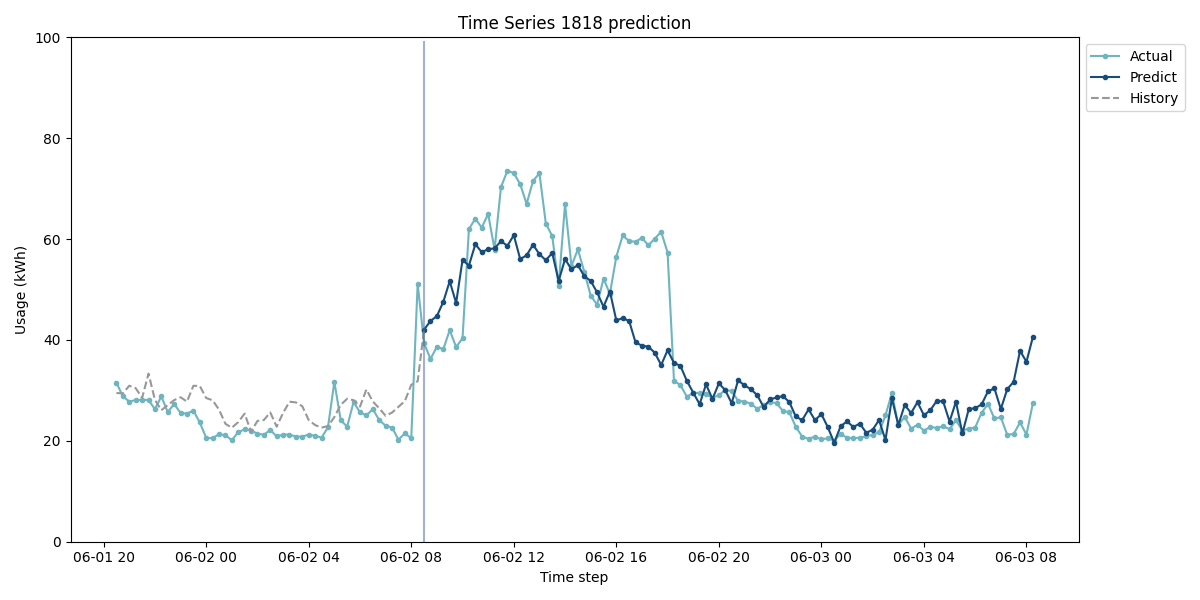 Time Series 1818 prediction
Actual
Predict
History
Usage (kWh)
100
80
60
40
20
0
06-01 20
06-02 00
06-02 04
06-02 08
06-02 12
06-02 16
06-02 20
06-03 00
06-03 04
06-03 08
Time step